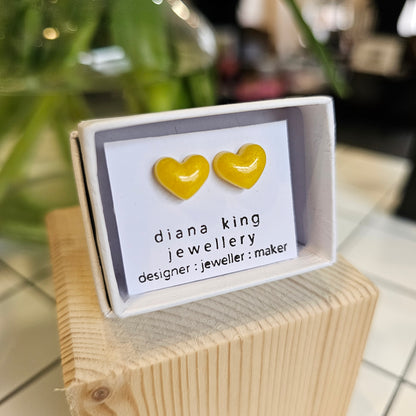 diana king
jewellery
designer : jeweller : maker